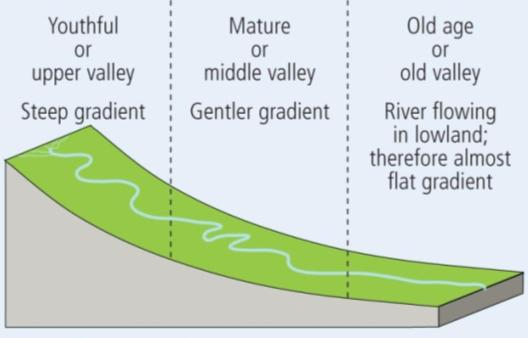 Youthful
or
upper valley
Steep gradient
Mature
or
middle valley
Gentler gradient
Old age
or
old valley
River flowing
in lowland;
therefore almost
flat gradient